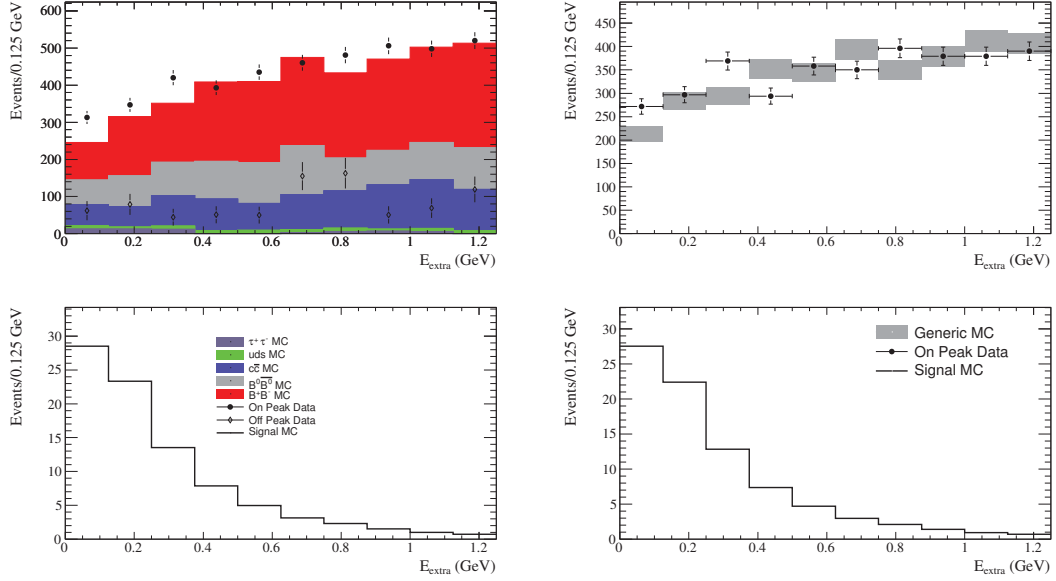 Events/0.125 GeV
600
500
400
300
200
100
0
0 0.2 0.4 0.6 0.8 1 1.2
E_extra (GeV)
Events/0.125 GeV
450
400
350
300
250
200
150
100
50
0
0 0.2 0.4 0.6 0.8 1 1.2
E_extra (GeV)
Events/0.125 GeV
30
25
20
15
10
5
0
0 0.2 0.4 0.6 0.8 1 1.2
E_extra (GeV)
τ⁺ τ⁻ MC
uds MC
cc̅ MC
B⁰B̅⁰ MC
B⁺B⁻ MC
On Peak Data
Off Peak Data
Signal MC
Events/0.125 GeV
30
25
20
15
10
5
0
0 0.2 0.4 0.6 0.8 1 1.2
E_extra (GeV)
Generic MC
On Peak Data
Signal MC